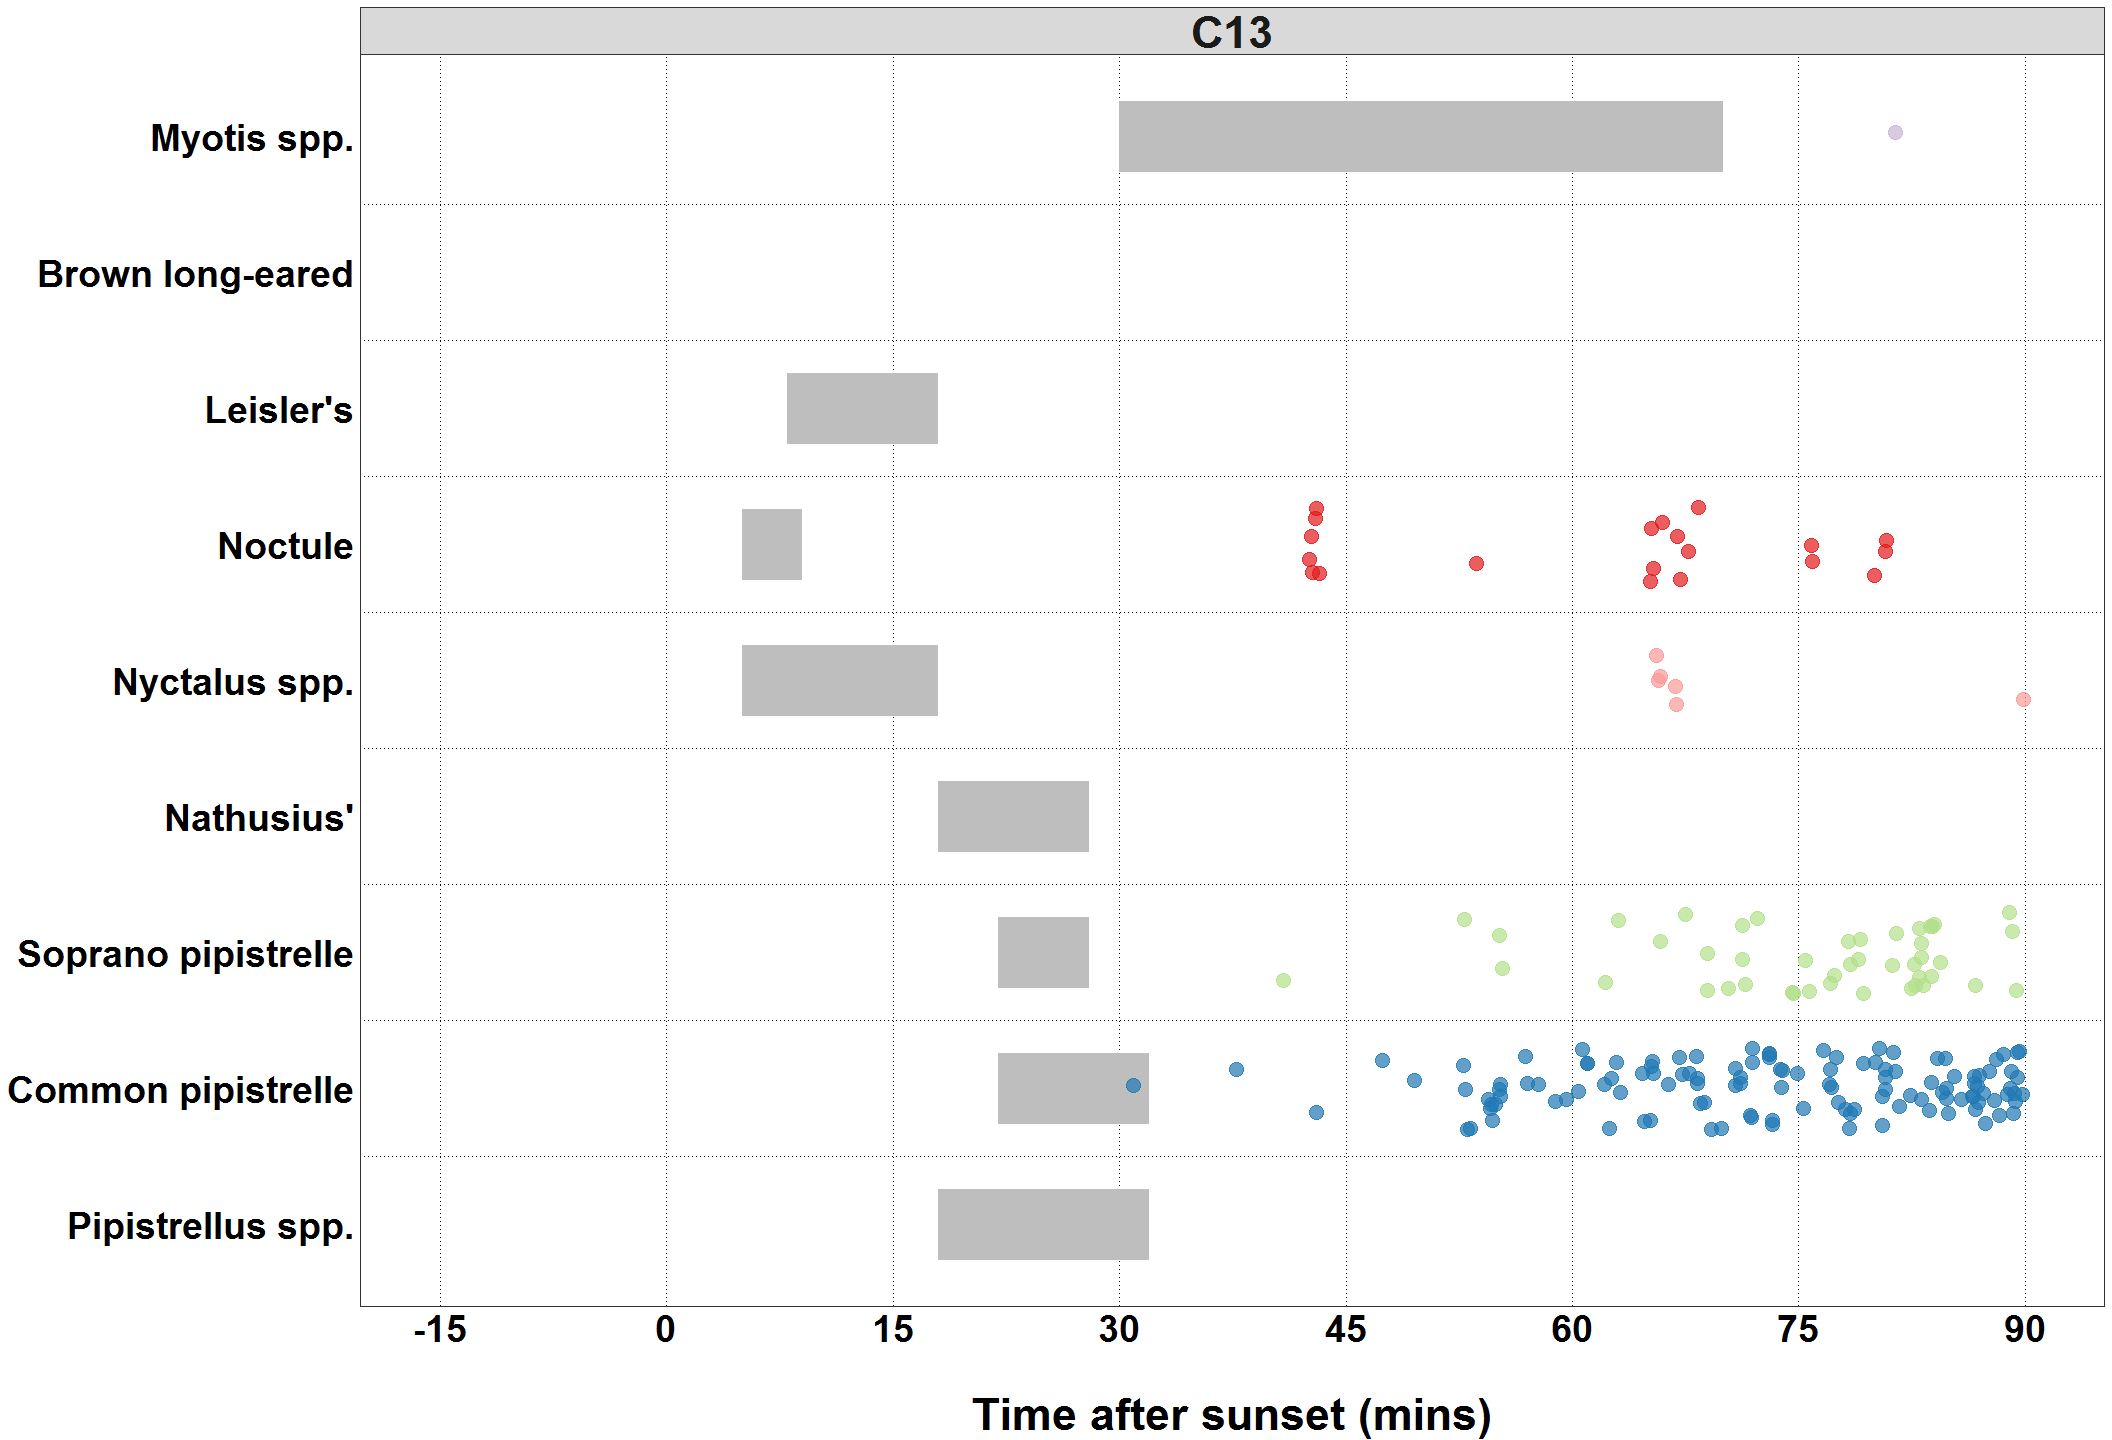 C13
Myotis spp.
Brown long-eared
Leisler's
Noctule
Nyctalus spp.
Nathusius'
Soprano pipistrelle
Common pipistrelle
Pipistrellus spp.
-15 0 15 30 45 60 75 90
Time after sunset (mins)